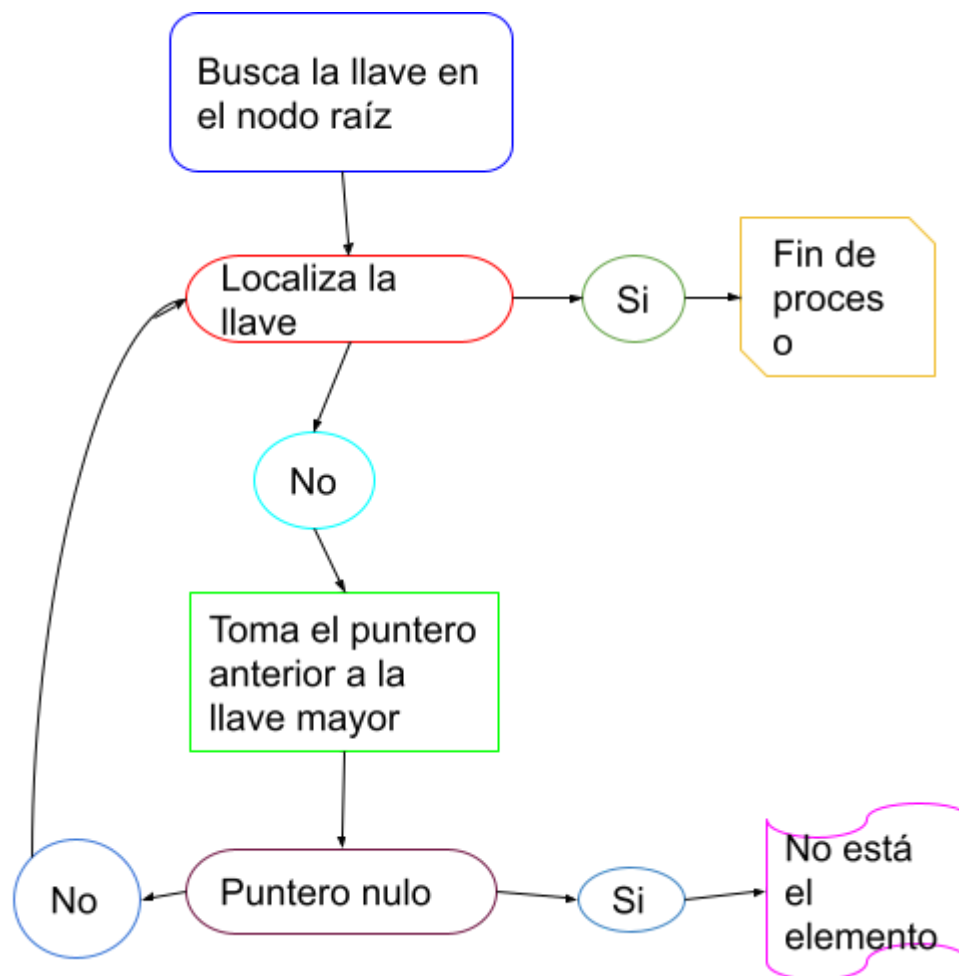 Busca la llave en
el nodo raíz
Localiza la
llave
Si
Fin de
proces
o
No
Toma el puntero
anterior a la
llave mayor
No
Puntero nulo
Si
No está
el
elemento